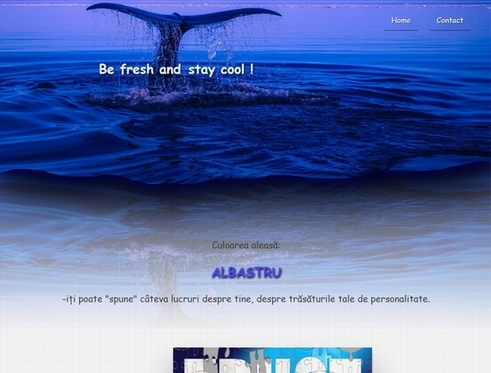 Home Contact
Be fresh and stay cool !
Culoarea aleasă:
ALBASTRU
-iți poate "spune" câteva lucruri despre tine, despre trăsăturile tale de personalitate.